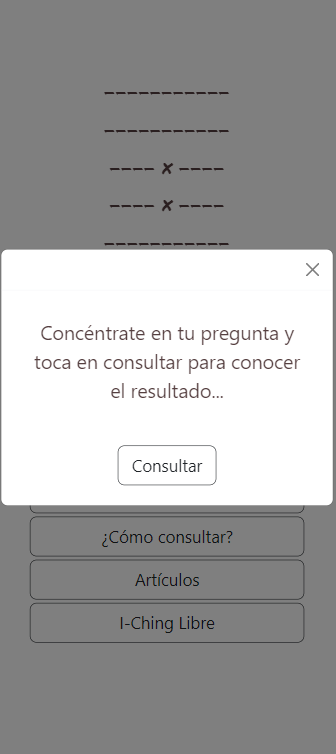 –––––––––––
–––––––––––
–––– ✘ ––––
–––– ✘ ––––
–––––––––––
Concéntrate en tu pregunta y
toca en consultar para conocer
el resultado...
Consultar
¿Cómo consultar?
Artículos
I-Ching Libre